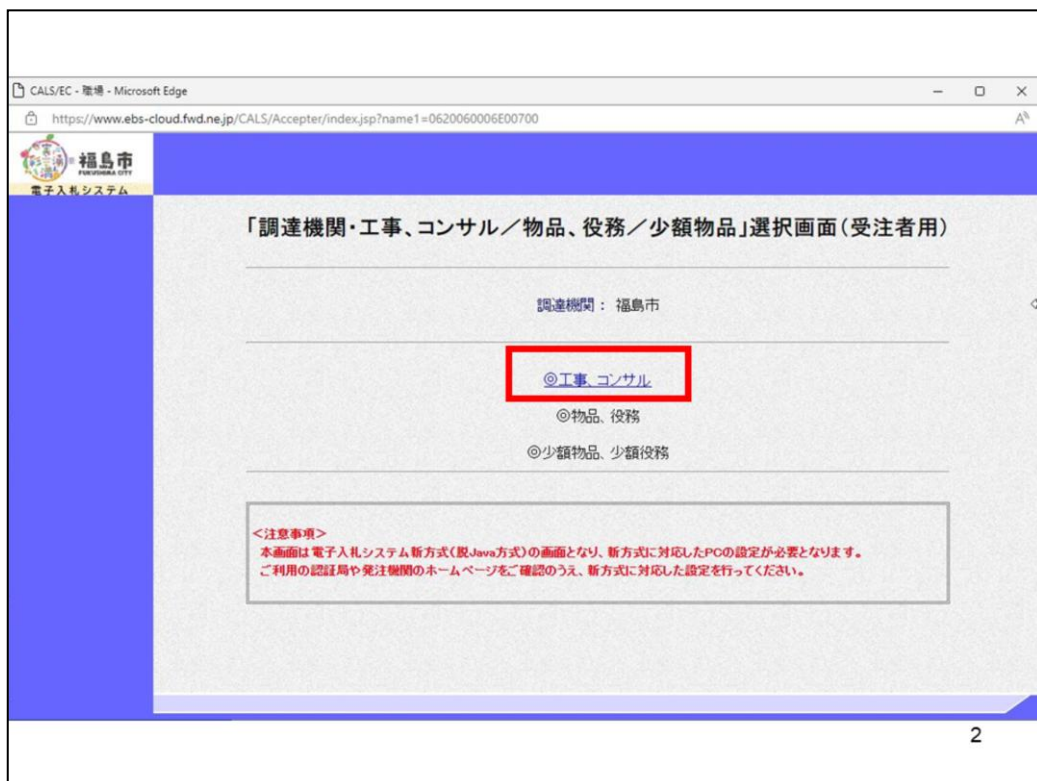 CALS/EC - 職場 - Microsoft Edge
https://www.ebs-cloud.fwd.ne.jp/CALS/Accepter/index.jsp?name1=0620060006E00700
福島市
FUKUSHIMA CITY
電子入札システム
「調達機関・工事、コンサル／物品、役務／少額物品」選択画面（受注者用）
調達機関： 福島市
◎工事、コンサル
◎物品、役務
◎少額物品、少額役務
＜注意事項＞
本画面は電子入札システム新方式（脱Java方式）の画面となり、新方式に対応したPCの設定が必要となります。
ご利用の認証局や発注機関のホームページをご確認のうえ、新方式に対応した設定を行ってください。
2